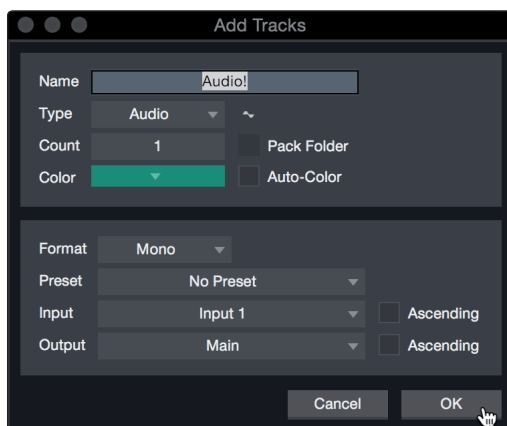 Add Tracks
Name Audio!
Type Audio
Count 1 Pack Folder
Color Auto-Color
Format Mono
Preset No Preset
Input Input 1 Ascending
Output Main Ascending
Cancel OK